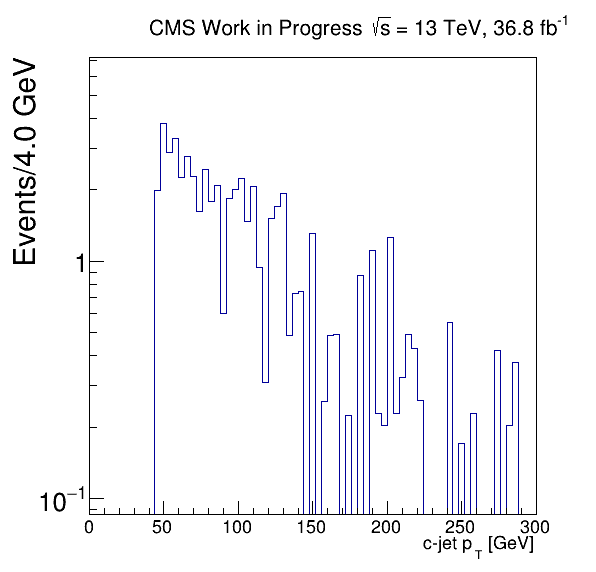 CMS Work in Progress √s = 13 TeV, 36.8 fb⁻¹
Events/4.0 GeV
1
10⁻¹
0 50 100 150 200 250 300
c-jet p_T [GeV]